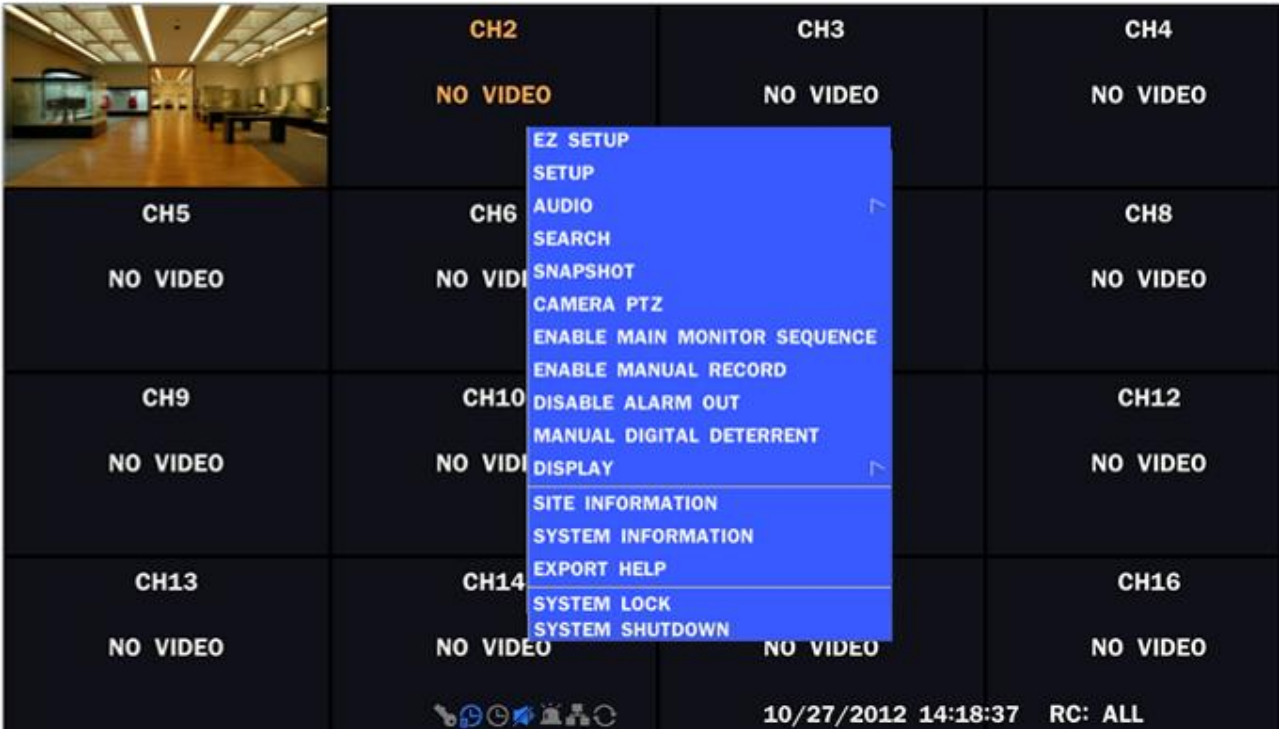 CH2 CH3 CH4
NO VIDEO NO VIDEO NO VIDEO
EZ SETUP
SETUP
AUDIO
SEARCH
SNAPSHOT
CAMERA PTZ
ENABLE MAIN MONITOR SEQUENCE
ENABLE MANUAL RECORD
DISABLE ALARM OUT
MANUAL DIGITAL DETERRENT
DISPLAY
SITE INFORMATION
SYSTEM INFORMATION
EXPORT HELP
SYSTEM LOCK
SYSTEM SHUTDOWN
CH5 CH6 CH8
NO VIDEO NO VID NO VIDEO
CH9 CH10 CH12
NO VIDEO NO VID NO VIDEO
CH13 CH14 CH16
NO VIDEO NO VIDEO NO VIDEO NO VIDEO
10/27/2012 14:18:37 RC: ALL